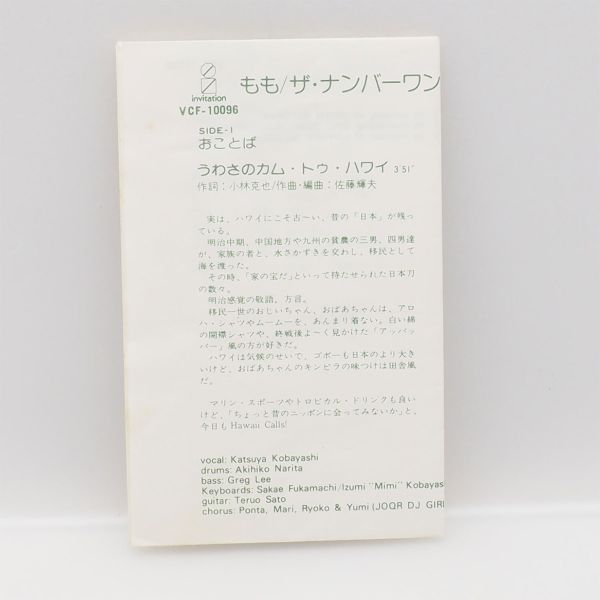 invitation
もも/ザ・ナンバーワン
VCF-10096
SIDE-1
おことば
うわさのカム・トゥ・ハワイ 3'51"
作詞：小林克也/作曲・編曲：佐藤輝夫
実は、ハワイにこそ古〜い、昔の「日本」が残っ
ている。
明治中期、中国地方や九州の貧農の三男、四男達
が、家族の者と、水さかずきを交わし、移民として
海を渡った。
その時、「家の宝だ」といって持たせられた日本刀
の数々。
明治感覚の敬語、方言。
移民一世のおじいちゃん、おばあちゃんは、アロ
ハ・シャツやムームーを、あんまり着ない。白い綿
の開襟シャツや、終戦後よ〜く見かけた「アッパッ
パー」風の方が好きだ。
ハワイは気候のせいで、ゴボーも日本のより大き
いけど、おばあちゃんのキンピラの味つけは田舎風
だ。
マリン・スポーツやトロピカル・ドリンクも良い
けど、「ちょっと昔のニッポンに会ってみないか」と、
今日もHawaii Calls!
vocal: Katsuya Kobayashi
drums: Akihiko Narita
bass: Greg Lee
Keyboards: Sakae Fukamachi/Izumi "Mimi" Kobayas
guitar: Teruo Sato
chorus: Ponta, Mari, Ryoko & Yumi (JOQR DJ GIRL